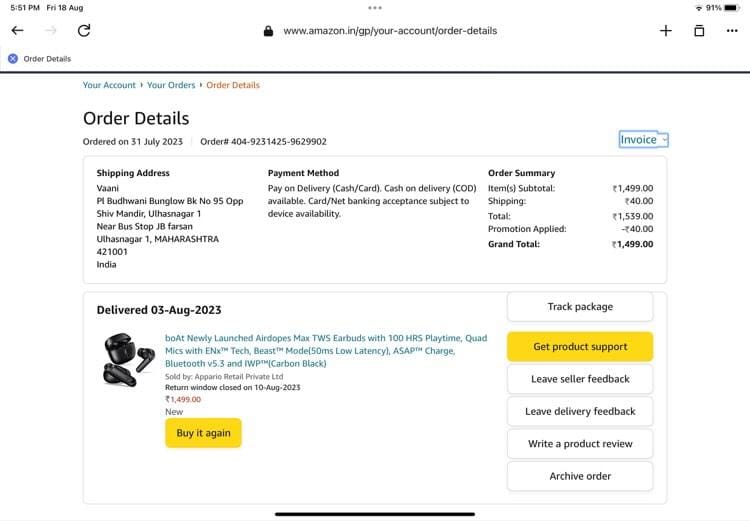 5:51 PM Fri 18 Aug
91%
www.amazon.in/gp/your-account/order-details
Order Details
Your Account › Your Orders › Order Details
Order Details
Ordered on 31 July 2023 Order# 404-9231425-9629902
Invoice
Shipping Address
Vaani
Pl Budhwani Bunglow Bk No 95 Opp
Shiv Mandir, Ulhasnagar 1
Near Bus Stop JB farsan
Ulhasnagar 1, MAHARASHTRA
421001
India
Payment Method
Pay on Delivery (Cash/Card). Cash on delivery (COD)
available. Card/Net banking acceptance subject to
device availability.
Order Summary
Item(s) Subtotal: ₹1,499.00
Shipping: ₹40.00
Total: ₹1,539.00
Promotion Applied: -₹40.00
Grand Total: ₹1,499.00
Delivered 03-Aug-2023
boAt Newly Launched Airdopes Max TWS Earbuds with 100 HRS Playtime, Quad
Mics with ENx™ Tech, Beast™ Mode(50ms Low Latency), ASAP™ Charge,
Bluetooth v5.3 and IWP™(Carbon Black)
Sold by: Appario Retail Private Ltd
Return window closed on 10-Aug-2023
₹1,499.00
New
Buy it again
Track package
Get product support
Leave seller feedback
Leave delivery feedback
Write a product review
Archive order